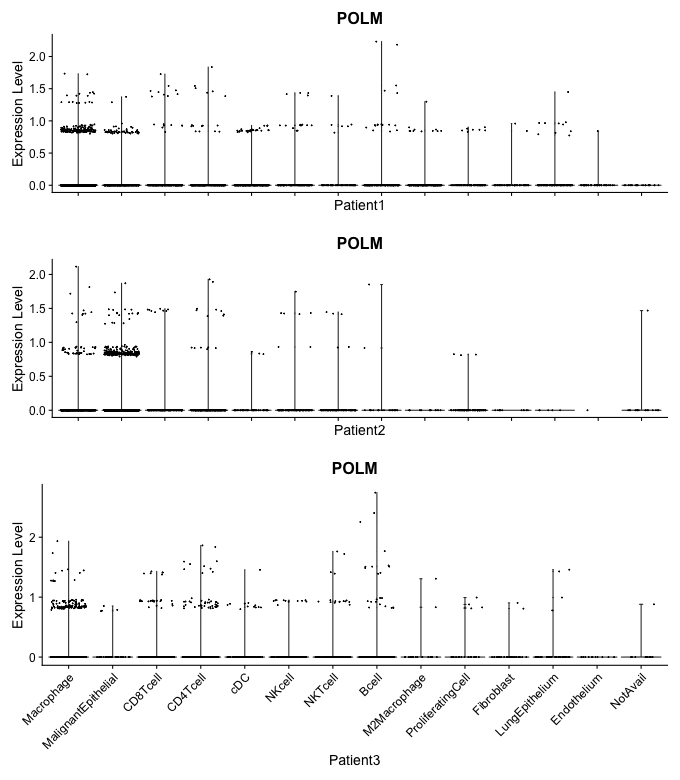 POLM
Expression Level
2.0
1.5
1.0
0.5
0.0
Patient1
POLM
Expression Level
2.0
1.5
1.0
0.5
0.0
Patient2
POLM
Expression Level
2
1
0
Macrophage
MalignantEpithelial
CD8Tcell
CD4Tcell
cDC
NKcell
NKTcell
Bcell
M2Macrophage
ProliferatingCell
Fibroblast
LungEpithelium
Endothelium
NotAvail
Patient3